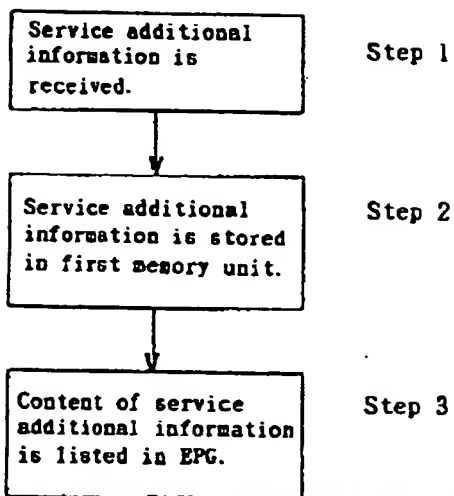 Service additional
information is
received.
Step 1
Service additional
information is stored
in first memory unit.
Step 2
Content of service
additional information
is listed in EPG.
Step 3